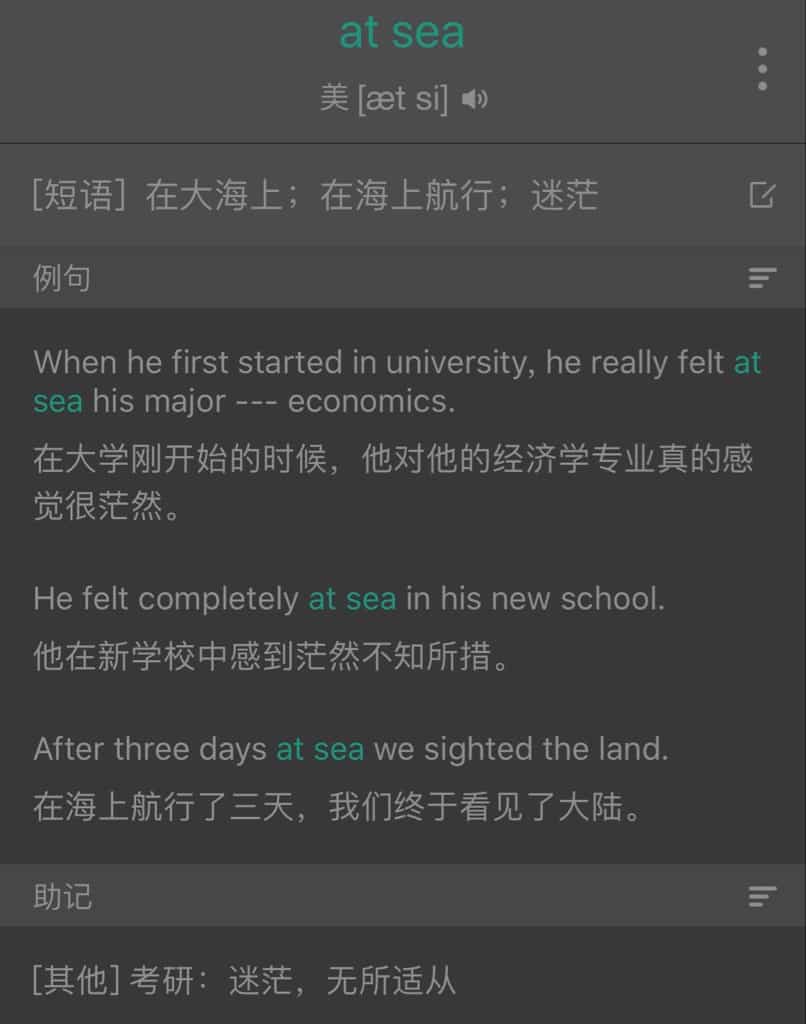 at sea
美 [æt si]
[短语] 在大海上；在海上航行；迷茫
例句
When he first started in university, he really felt at
sea his major --- economics.
在大学刚开始的时候，他对他的经济学专业真的感
觉很茫然。
He felt completely at sea in his new school.
他在新学校中感到茫然不知所措。
After three days at sea we sighted the land.
在海上航行了三天，我们终于看见了大陆。
助记
[其他] 考研：迷茫，无所适从